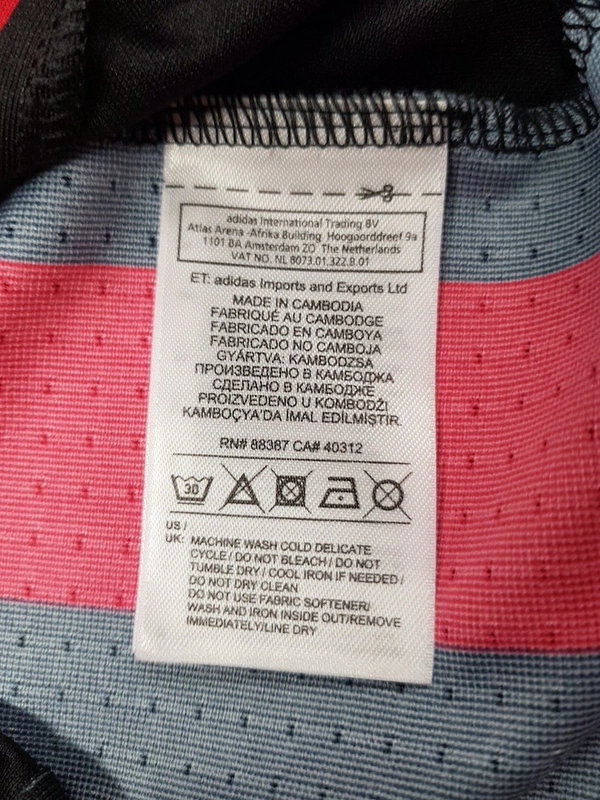 adidas International Trading BV
Atlas Arena -Afrika Building Hoogoorddreef 9a
1101 BA Amsterdam ZO The Netherlands
VAT NO. NL 8073.01.322.B.01
ET: adidas Imports and Exports Ltd
MADE IN CAMBODIA
FABRIQUÉ AU CAMBODGE
FABRICADO EN CAMBOYA
FABRICADO NO CAMBOJA
GYÁRTVA: KAMBODZSA
ПРОИЗВЕДЕНО В КАМБОДЖА
СДЕЛАНО В КАМБОДЖЕ
PROIZVEDENO U KOMBODŽI
KAMBOÇYA'DA İMAL EDİLMİŞTİR.
RN# 88387 CA# 40312
30
US /
UK: MACHINE WASH COLD DELICATE
CYCLE / DO NOT BLEACH / DO NOT
TUMBLE DRY / COOL IRON IF NEEDED /
DO NOT DRY CLEAN
DO NOT USE FABRIC SOFTENER/
WASH AND IRON INSIDE OUT/REMOVE
IMMEDIATELY/LINE DRY